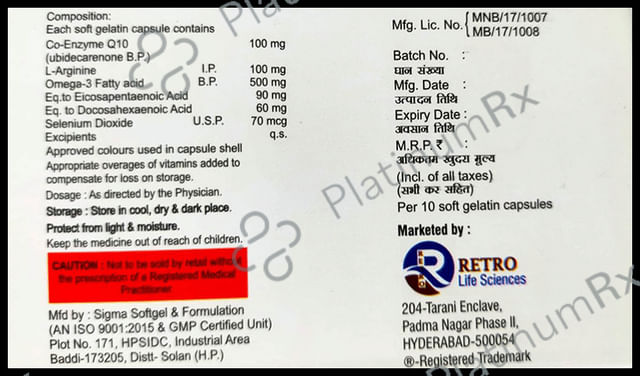 Composition:
Each soft gelatin capsule contains
Co-Enzyme Q10 100 mg
(ubidecarenone B.P.)
L-Arginine I.P. 100 mg
Omega-3 Fatty acid B.P. 500 mg
Eq.to Eicosapentaenoic Acid 90 mg
Eq. to Docosahexaenoic Acid 60 mg
Selenium Dioxide U.S.P. 70 mcg
Excipients q.s.
Approved colours used in capsule shell
Appropriate overages of vitamins added to
compensate for loss on storage.
Dosage : As directed by the Physician.
Storage : Store in cool, dry & dark place.
Protect from light & moisture.
Keep the medicine out of reach of children.
CAUTION : Not to be sold by retail without
the prescription of a Registered Medical
Practitioner
Mfd by : Sigma Softgel & Formulation
(AN ISO 9001:2015 & GMP Certified Unit)
Plot No. 171, HPSIDC, Industrial Area
Baddi-173205, Distt- Solan (H.P.)
Mfg. Lic. No. { MNB/17/1007
MB/17/1008
Batch No. :
घान संख्या
Mfg. Date :
उत्पादन तिथि
Expiry Date :
अवसान तिथि
M.R.P. ₹ :
अधिकतम खुदरा मूल्य
(Incl. of all taxes)
(सभी कर सहित)
Per 10 soft gelatin capsules
Marketed by :
RETRO
Life Sciences
204-Tarani Enclave,
Padma Nagar Phase II,
HYDERABAD-500054
®-Registered Trademark
PlatinumRx
PlatinumRx
PlatinumRx